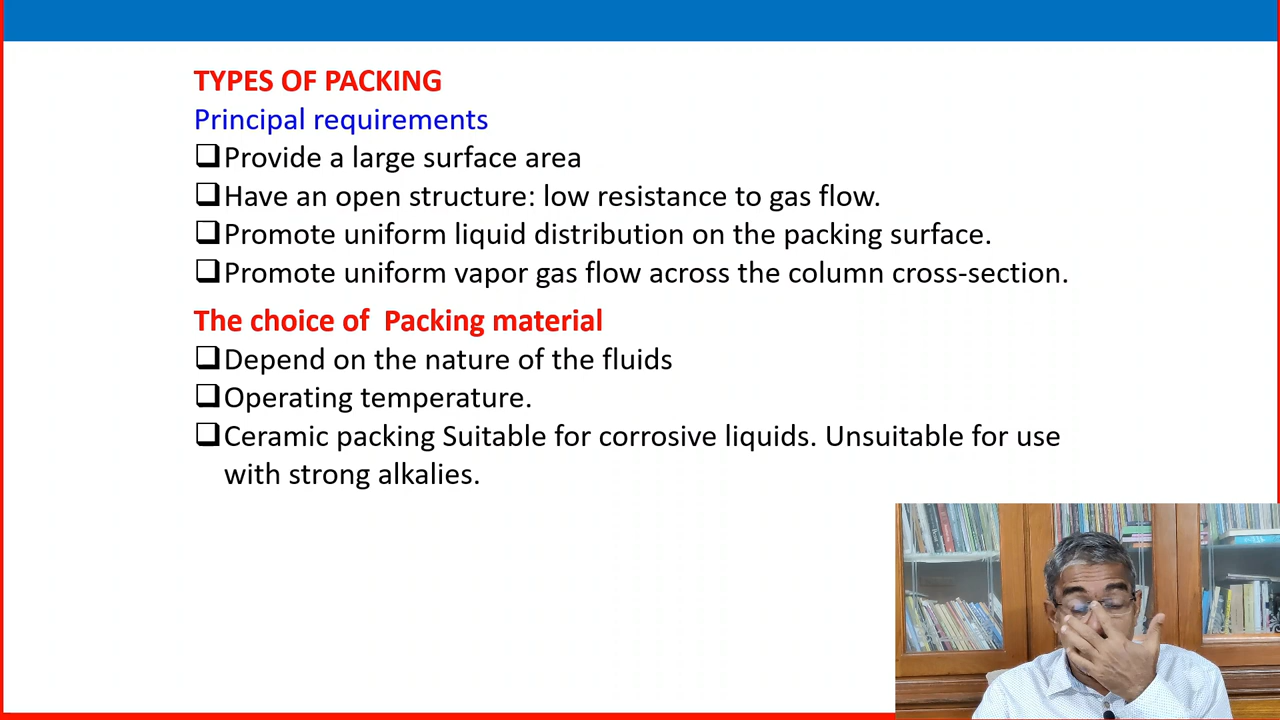 TYPES OF PACKING
Principal requirements
❑Provide a large surface area
❑Have an open structure: low resistance to gas flow.
❑Promote uniform liquid distribution on the packing surface.
❑Promote uniform vapor gas flow across the column cross-section.
The choice of Packing material
❑Depend on the nature of the fluids
❑Operating temperature.
❑Ceramic packing Suitable for corrosive liquids. Unsuitable for use
with strong alkalies.